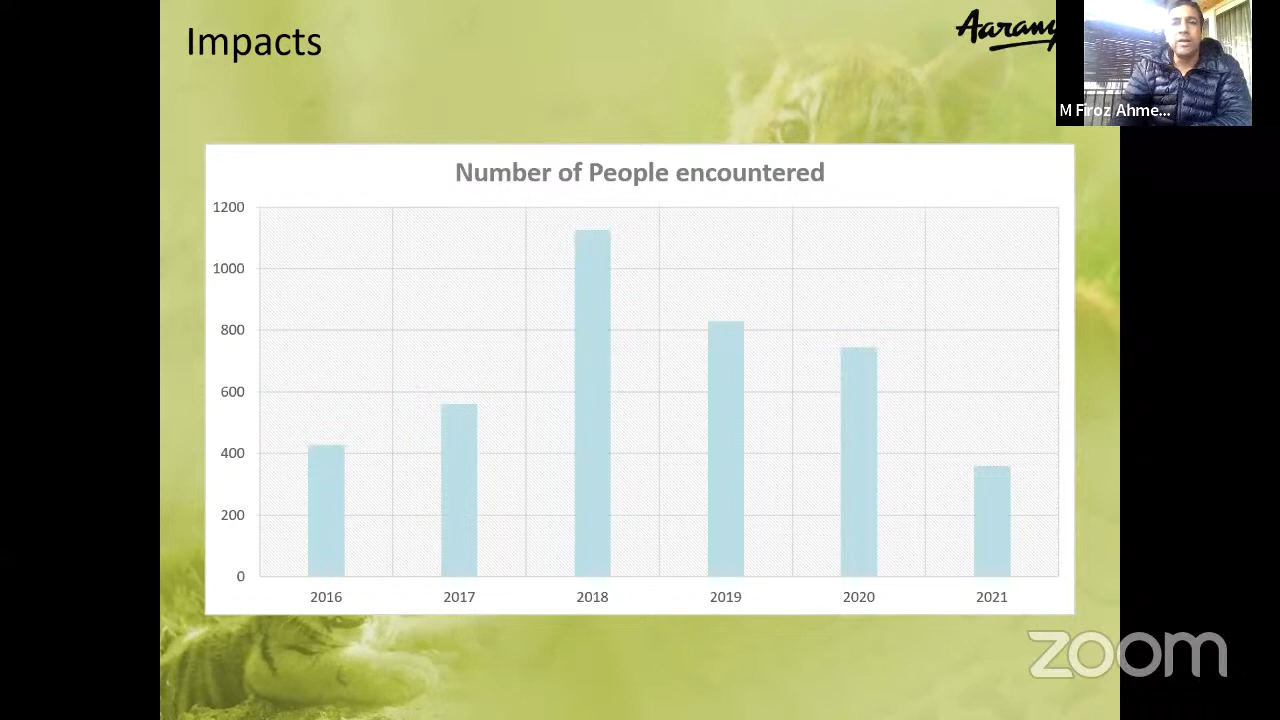 Impacts
Aarany
M Firoz Ahme...
Number of People encountered
1200
1000
800
600
400
200
0
2016 2017 2018 2019 2020 2021
zoom